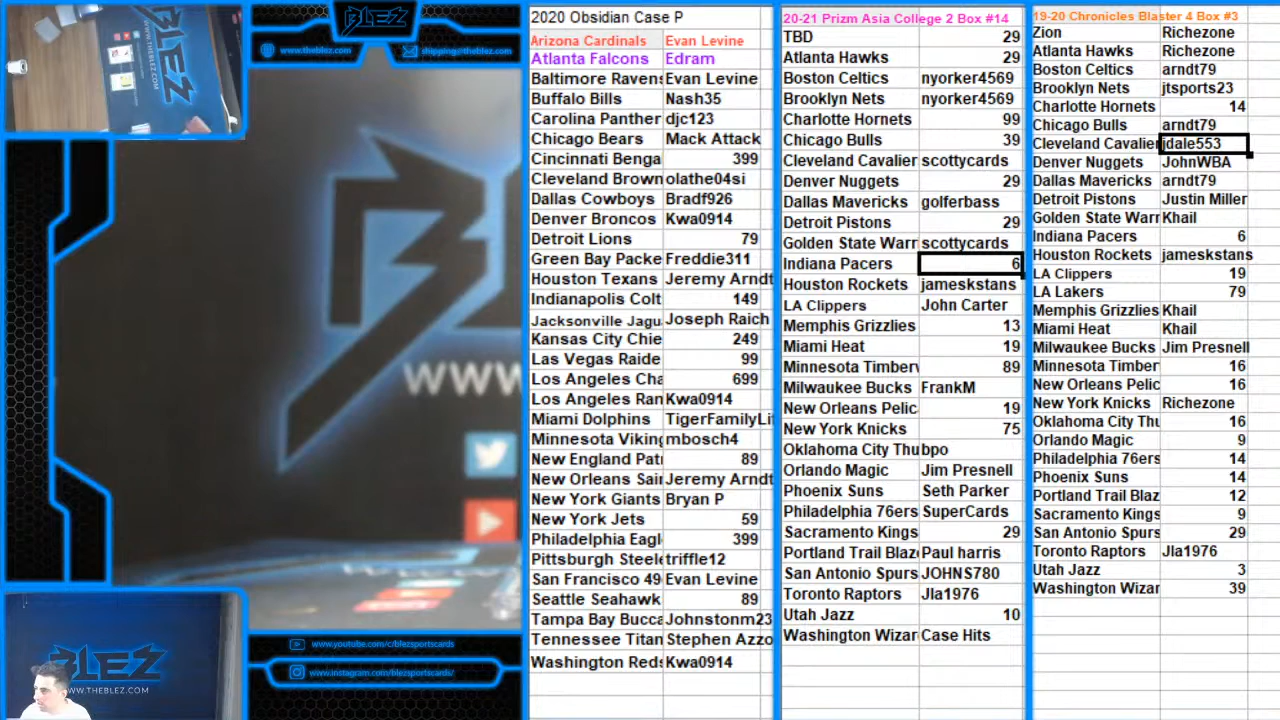 BLEZ
www.theblez.com
shipping@theblez.com
www
BLEZ
WWW.THEBLEZ.COM
www.youtube.com/c/blezsportscards
www.instagram.com/blezsportscards/
2020 Obsidian Case P
Arizona Cardinals Evan Levine
Atlanta Falcons Edram
Baltimore Ravens Evan Levine
Buffalo Bills Nash35
Carolina Panther djc123
Chicago Bears Mack Attack
Cincinnati Benga 399
Cleveland Brown olathe04si
Dallas Cowboys Bradf926
Denver Broncos Kwa0914
Detroit Lions 79
Green Bay Packe Freddie311
Houston Texans Jeremy Arndt
Indianapolis Colt 149
Jacksonville Jagu Joseph Raich
Kansas City Chie 249
Las Vegas Raide 99
Los Angeles Cha 699
Los Angeles Ran Kwa0914
Miami Dolphins TigerFamilyLi
Minnesota Viking mbosch4
New England Pat 89
New Orleans Sai Jeremy Arndt
New York Giants Bryan P
New York Jets 59
Philadelphia Eagl 399
Pittsburgh Steele triffle12
San Francisco 49 Evan Levine
Seattle Seahawk 89
Tampa Bay Bucca Johnstonm23
Tennessee Titan Stephen Azzo
Washington Reds Kwa0914
20-21 Prizm Asia College 2 Box #14
TBD 29
Atlanta Hawks 29
Boston Celtics nyorker4569
Brooklyn Nets nyorker4569
Charlotte Hornets 99
Chicago Bulls 39
Cleveland Cavalier scottycards
Denver Nuggets 29
Dallas Mavericks golferbass
Detroit Pistons 29
Golden State Warr scottycards
Indiana Pacers 6
Houston Rockets jameskstans
LA Clippers John Carter
Memphis Grizzlies 13
Miami Heat 19
Minnesota Timberv 89
Milwaukee Bucks FrankM
New Orleans Pelic 19
New York Knicks 75
Oklahoma City Thu bpo
Orlando Magic Jim Presnell
Phoenix Suns Seth Parker
Philadelphia 76ers SuperCards
Sacramento Kings 29
Portland Trail Blaz Paul harris
San Antonio Spurs JOHNS780
Toronto Raptors Jla1976
Utah Jazz 10
Washington Wizar Case Hits
19-20 Chronicles Blaster 4 Box #3
Zion Richezone
Atlanta Hawks Richezone
Boston Celtics arndt79
Brooklyn Nets jtsports23
Charlotte Hornets 14
Chicago Bulls arndt79
Cleveland Cavalier jdale553
Denver Nuggets JohnWBA
Dallas Mavericks arndt79
Detroit Pistons Justin Miller
Golden State Warr Khail
Indiana Pacers 6
Houston Rockets jameskstans
LA Clippers 19
LA Lakers 79
Memphis Grizzlies Khail
Miami Heat Khail
Milwaukee Bucks Jim Presnell
Minnesota Timber 16
New Orleans Pelic 16
New York Knicks Richezone
Oklahoma City Thu 16
Orlando Magic 9
Philadelphia 76ers 14
Phoenix Suns 14
Portland Trail Blaz 12
Sacramento Kings 9
San Antonio Spurs 29
Toronto Raptors Jla1976
Utah Jazz 3
Washington Wizar 39